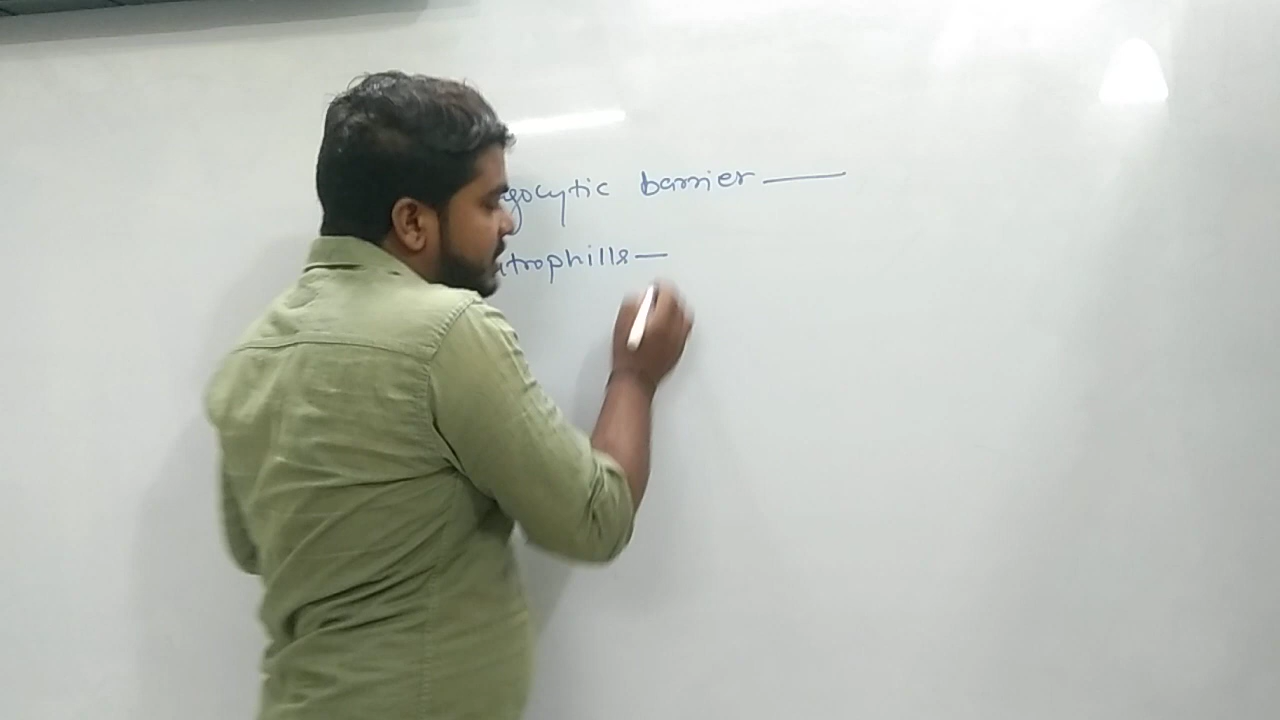 gocytic barrier —
trophills —